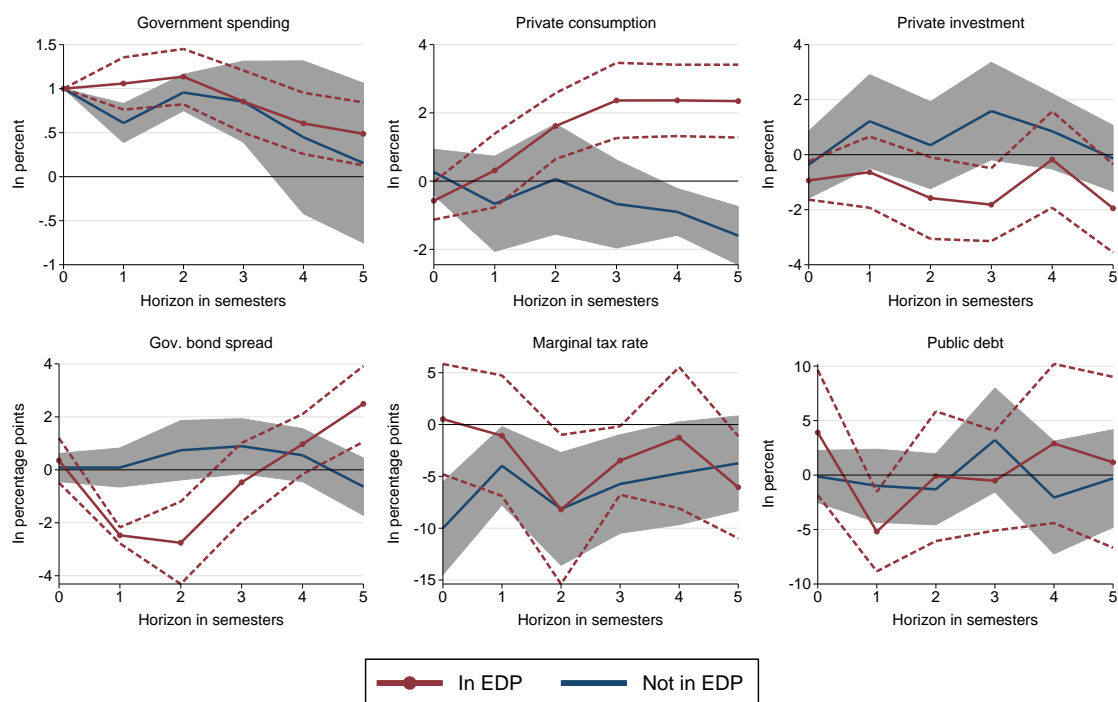 Government spending
In percent
1.5
1
.5
0
-1
0 1 2 3 4 5
Horizon in semesters
Private consumption
In percent
4
2
0
-2
0 1 2 3 4 5
Horizon in semesters
Private investment
In percent
4
2
0
-2
-4
0 1 2 3 4 5
Horizon in semesters
Gov. bond spread
In percentage points
4
2
0
-2
-4
0 1 2 3 4 5
Horizon in semesters
Marginal tax rate
In percentage points
5
0
-5
-10
-15
0 1 2 3 4 5
Horizon in semesters
Public debt
In percent
10
5
0
-5
-10
0 1 2 3 4 5
Horizon in semesters
In EDP Not in EDP